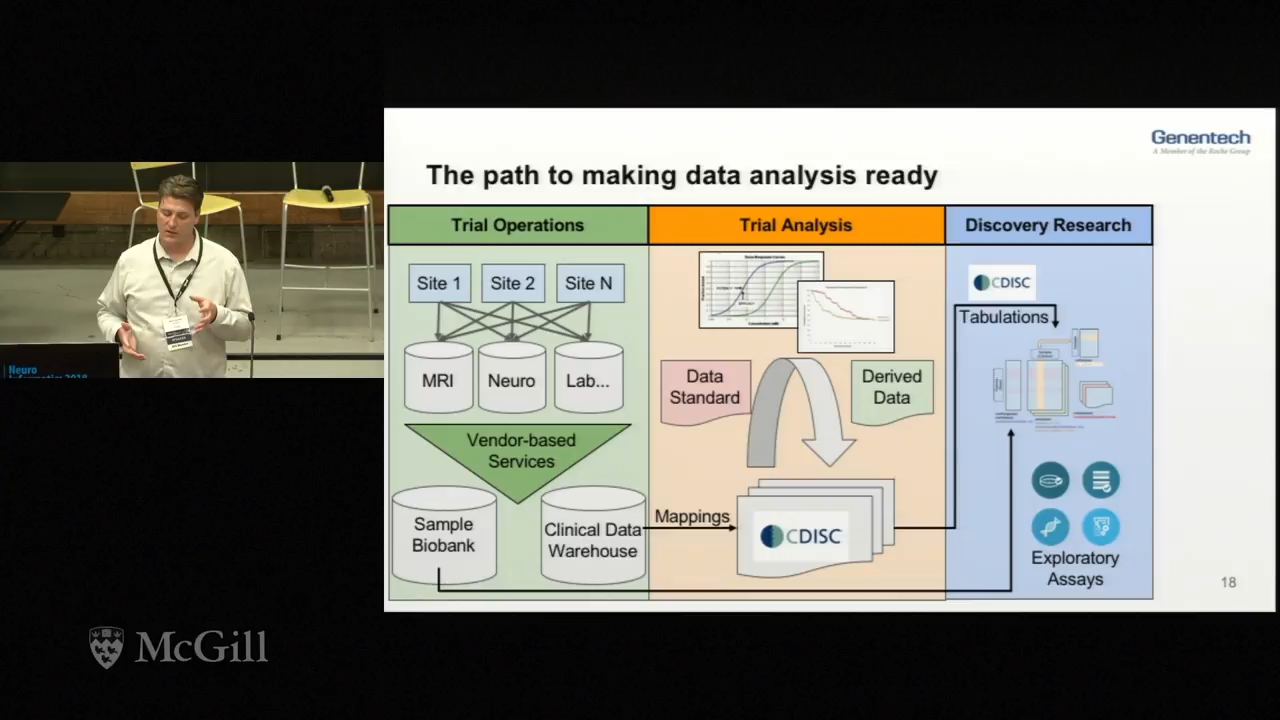 Genentech
A Member of the Roche Group
The path to making data analysis ready
Trial Operations
Trial Analysis
Discovery Research
Site 1
Site 2
Site N
MRI
Neuro
Lab...
Vendor-based
Services
Sample
Biobank
Clinical Data
Warehouse
Mappings
Data
Standard
Derived
Data
CDISC
CDISC
Tabulations
Exploratory
Assays
18
Neuro
Informatics 2018
McGill